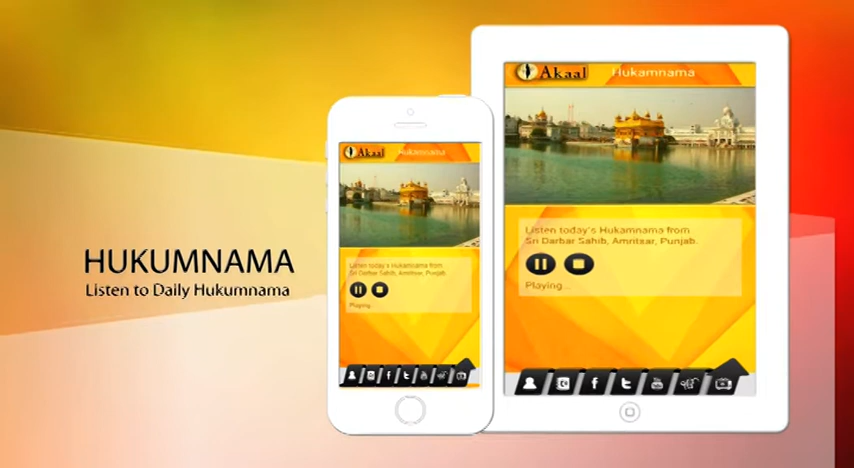 HUKUMNAMA
Listen to Daily Hukumnama
Akaal
Hukamnama
Listen today's Hukamnama from
Sri Darbar Sahib, Amritsar, Punjab.
Playing...
Akaal
Hukamnama
Listen today's Hukamnama from
Sri Darbar Sahib, Amritsar, Punjab.
Playing...